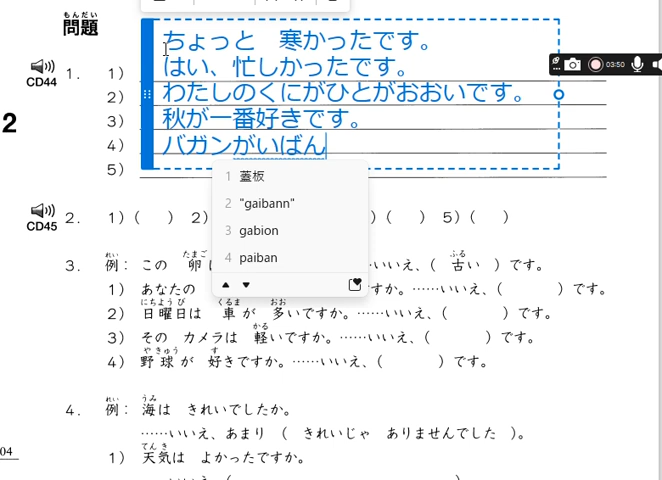 もんだい
問題
ちょっと　寒かったです。
CD44
1. 1) はい、忙しかったです。
2) わたしのくにがひとがおおいです。
3) 秋が一番好きです。
4) バガンがいばん
5)
2
03:50
1 蓋板
2 "gaibann"
3 gabion
4 paiban
CD45
2. 1) (　) 2) ) (　) 5) (　)
れい たまご ふる
3. 例： この 卵 いいえ、(　古い　) です。
1) あなたの すか。……いいえ、(　) です。
にちようび くるま おお
2) 日曜日は 車が 多いですか。……いいえ、(　) です。
かる
3) その カメラは 軽いですか。……いいえ、(　) です。
やきゅう す
4) 野球が 好きですか。……いいえ、(　) です。
れい うみ
4. 例： 海は きれいでしたか。
……いいえ、あまり (　きれいじゃ ありませんでした　)。
04
てんき
1) 天気は よかったですか。